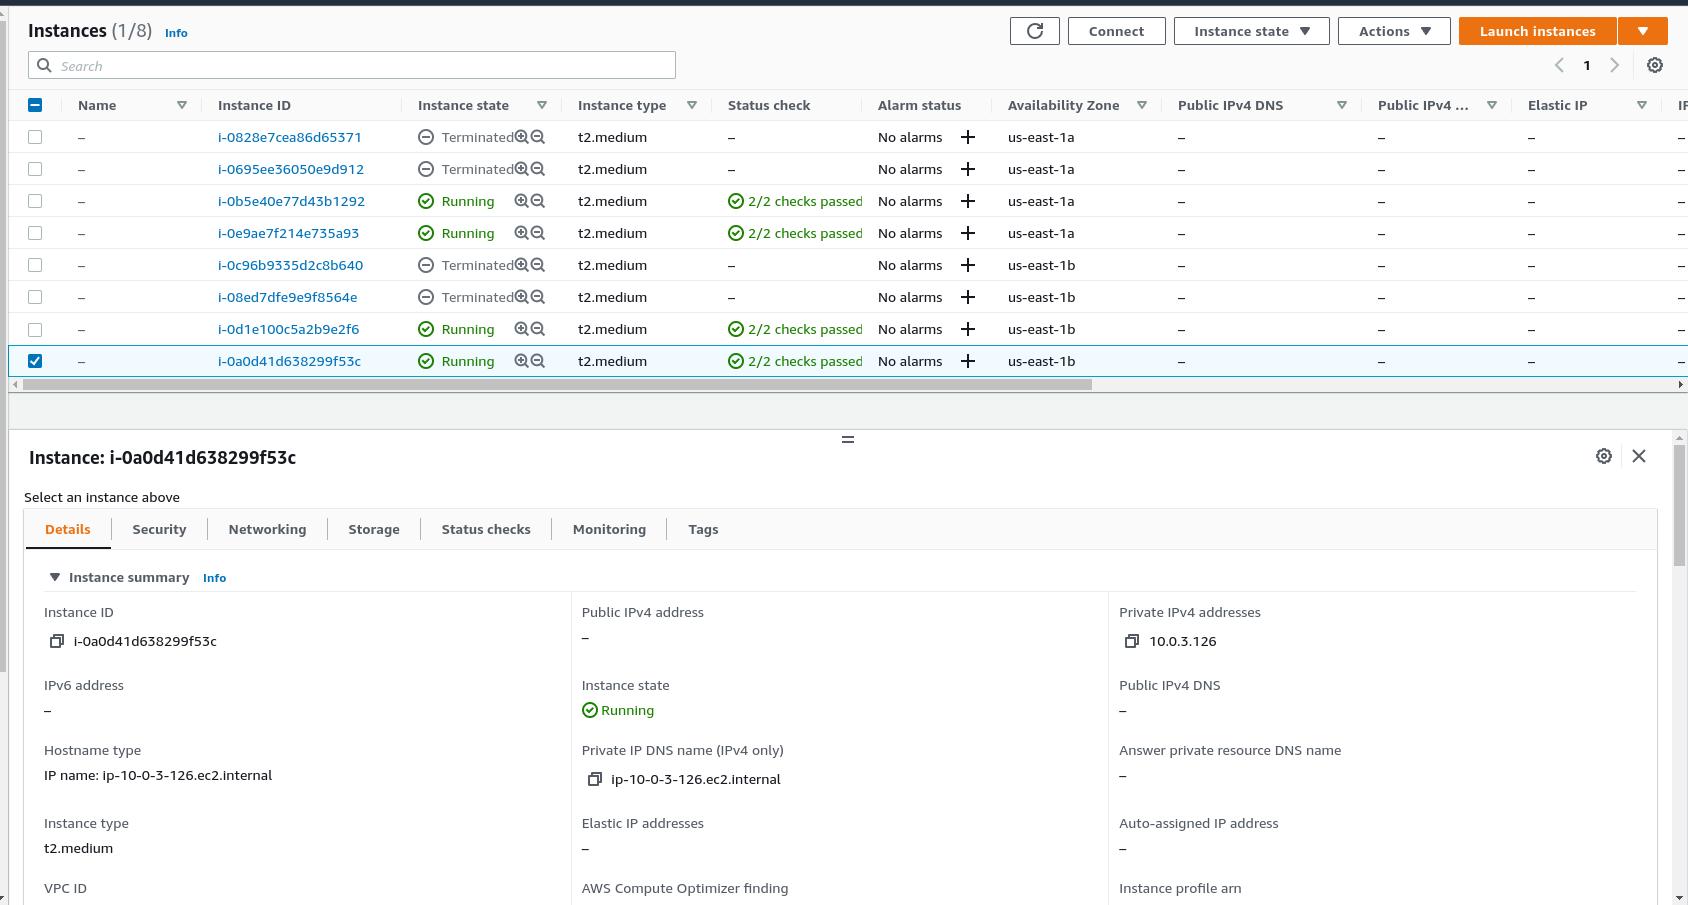 Instances (1/8) Info
Connect Instance state Actions Launch instances
Search
1
Name Instance ID Instance state Instance type Status check Alarm status Availability Zone Public IPv4 DNS Public IPv4 ... Elastic IP
– i-0828e7cea86d65371 Terminated t2.medium – No alarms us-east-1a – – – –
– i-0695ee36050e9d912 Terminated t2.medium – No alarms us-east-1a – – – –
– i-0b5e40e77d43b1292 Running t2.medium 2/2 checks passed No alarms us-east-1a – – – –
– i-0e9ae7f214e735a93 Running t2.medium 2/2 checks passed No alarms us-east-1a – – – –
– i-0c96b9335d2c8b640 Terminated t2.medium – No alarms us-east-1b – – – –
– i-08ed7dfe9e9f8564e Terminated t2.medium – No alarms us-east-1b – – – –
– i-0d1e100c5a2b9e2f6 Running t2.medium 2/2 checks passed No alarms us-east-1b – – – –
– i-0a0d41d638299f53c Running t2.medium 2/2 checks passed No alarms us-east-1b – – – –
Instance: i-0a0d41d638299f53c
Select an instance above
Details Security Networking Storage Status checks Monitoring Tags
Instance summary Info
Instance ID Public IPv4 address Private IPv4 addresses
i-0a0d41d638299f53c – 10.0.3.126
IPv6 address Instance state Public IPv4 DNS
– Running –
Hostname type Private IP DNS name (IPv4 only) Answer private resource DNS name
IP name: ip-10-0-3-126.ec2.internal ip-10-0-3-126.ec2.internal –
Instance type Elastic IP addresses Auto-assigned IP address
t2.medium – –
VPC ID AWS Compute Optimizer finding Instance profile arn